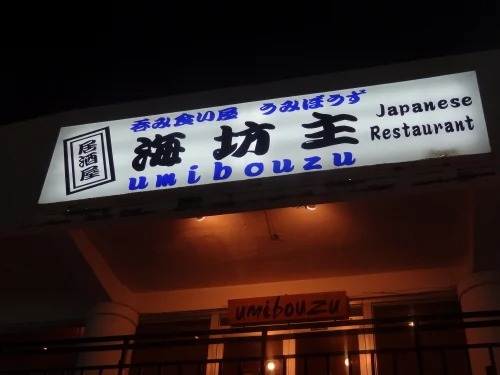 居酒屋
呑み食い屋 うみぼうず
海坊主
umibouzu
Japanese
Restaurant
umibouzu